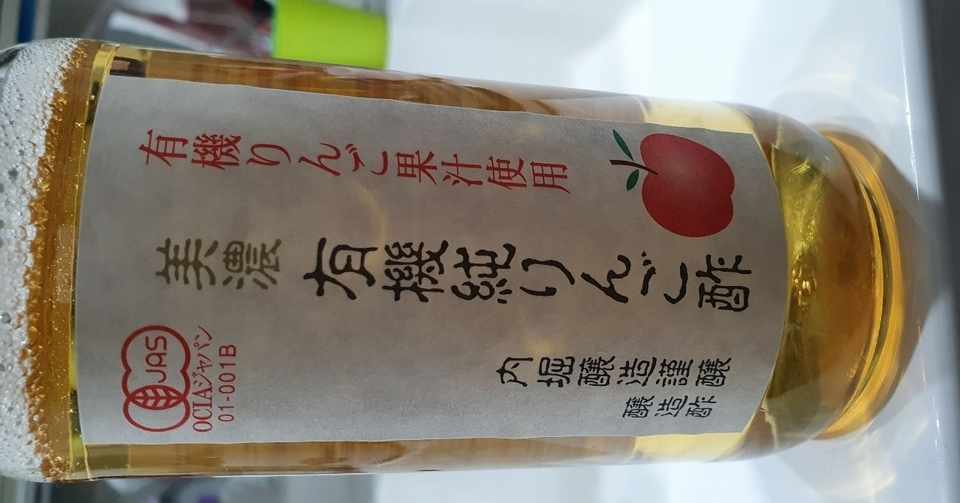 有機りんご果汁使用
美濃
有機純りんご酢
内堀醸造謹醸
醸造酢
JAS
OCIAジャパン
01-001B